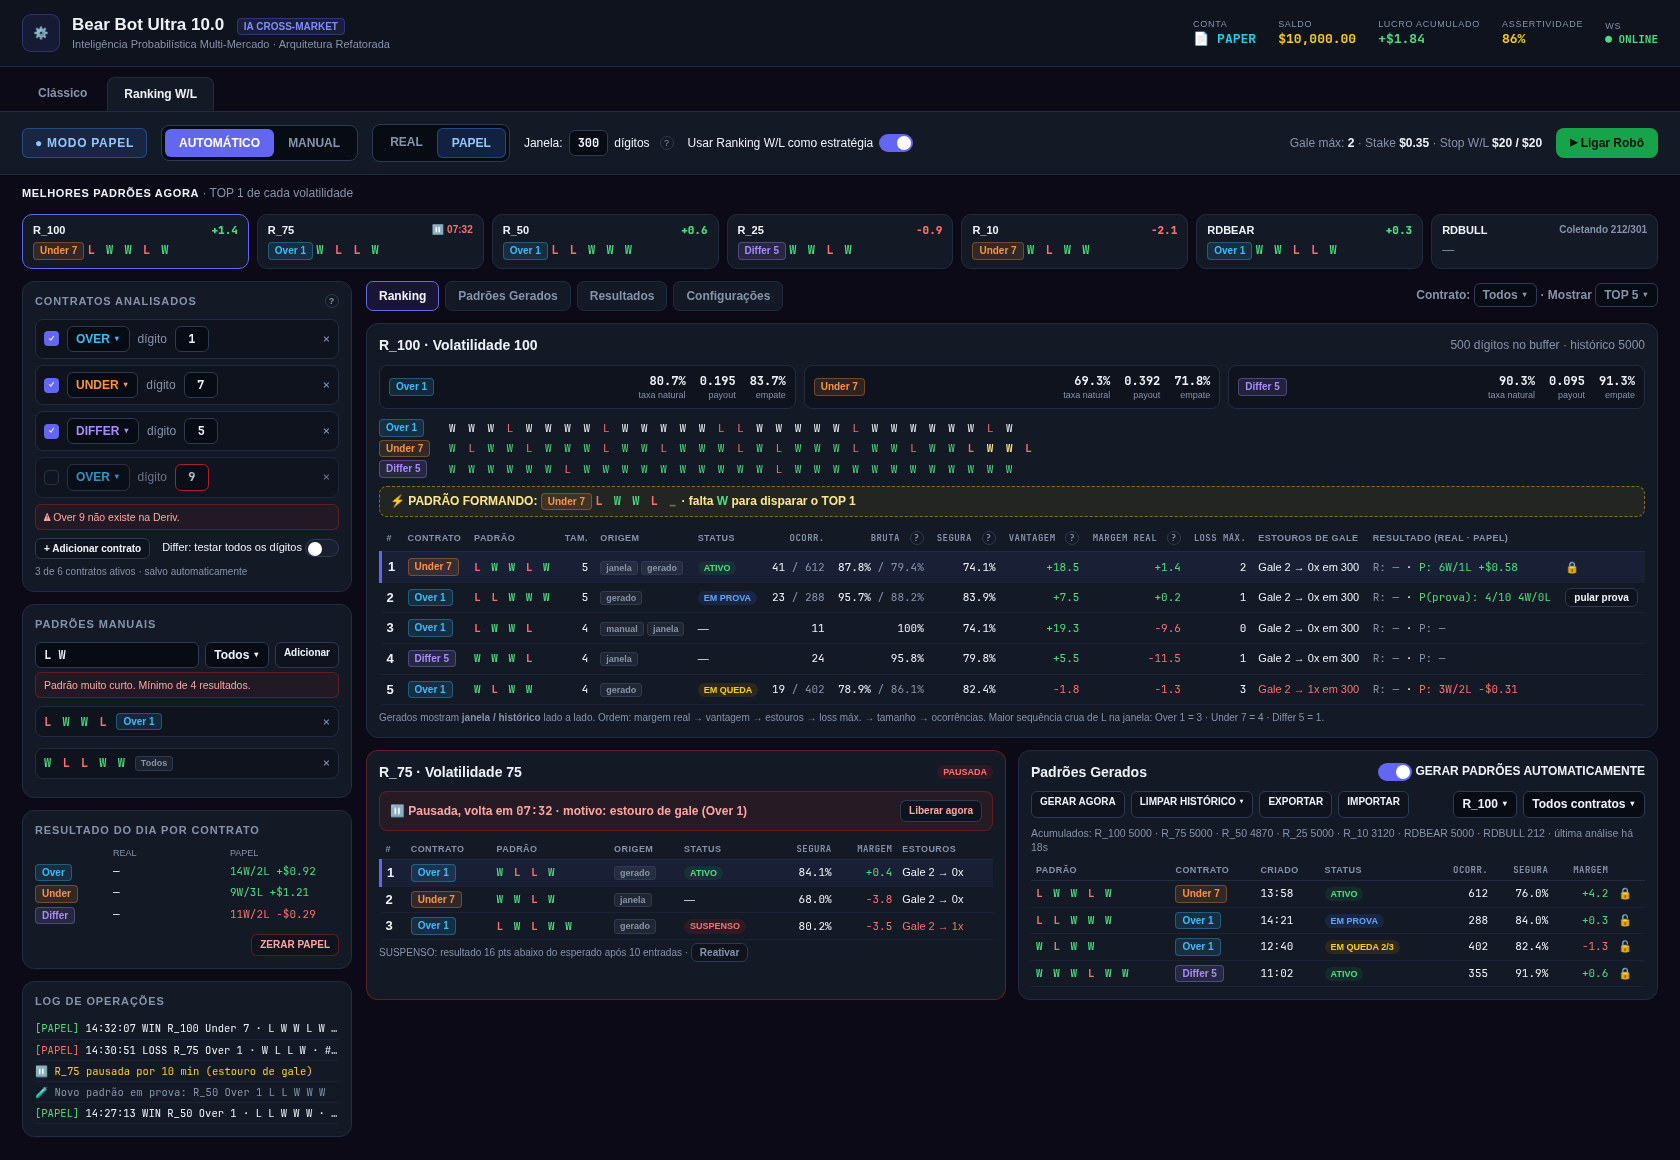 Bear Bot Ultra 10.0 IA CROSS-MARKET
Inteligência Probabilística Multi-Mercado · Arquitetura Refatorada
CONTA SALDO LUCRO ACUMULADO ASSERTIVIDADE WS
PAPER $10,000.00 +$1.84 86% ● ONLINE
Clássico Ranking W/L
● MODO PAPEL AUTOMÁTICO MANUAL REAL PAPEL Janela: 300 dígitos ? Usar Ranking W/L como estratégia Gale máx: 2 · Stake $0.35 · Stop W/L $20 / $20 ▶ Ligar Robô
MELHORES PADRÕES AGORA · TOP 1 de cada volatilidade
R_100 +1.4 R_75 ⏸ 07:32 R_50 +0.6 R_25 -0.9 R_10 -2.1 RDBEAR +0.3 RDBULL Coletando 212/301
Under 7 L W W L W Over 1 W L L W Over 1 L L W W W Differ 5 W W L W Under 7 W L W W Over 1 W W L L W —
CONTRATOS ANALISADOS ?
OVER ▾ dígito 1 ×
UNDER ▾ dígito 7 ×
DIFFER ▾ dígito 5 ×
OVER ▾ dígito 9 ×
⚠ Over 9 não existe na Deriv.
+ Adicionar contrato Differ: testar todos os dígitos
3 de 6 contratos ativos · salvo automaticamente
PADRÕES MANUAIS
L W Todos ▾ Adicionar
Padrão muito curto. Mínimo de 4 resultados.
L W W L Over 1 ×
W L L W W Todos ×
RESULTADO DO DIA POR CONTRATO
REAL PAPEL
Over — 14W/2L +$0.92
Under — 9W/3L +$1.21
Differ — 11W/2L -$0.29
ZERAR PAPEL
LOG DE OPERAÇÕES
[PAPEL] 14:32:07 WIN R_100 Under 7 · L W W L W …
[PAPEL] 14:30:51 LOSS R_75 Over 1 · W L L W · #…
⏸ R_75 pausada por 10 min (estouro de gale)
🧪 Novo padrão em prova: R_50 Over 1 L L W W W
[PAPEL] 14:27:13 WIN R_50 Over 1 · L L W W W · …
Ranking Padrões Gerados Resultados Configurações Contrato: Todos ▾ · Mostrar TOP 5 ▾
R_100 · Volatilidade 100 500 dígitos no buffer · histórico 5000
Over 1 80.7% 0.195 83.7% Under 7 69.3% 0.392 71.8% Differ 5 90.3% 0.095 91.3%
taxa natural payout empate taxa natural payout empate taxa natural payout empate
Over 1 W W W L W W W W L W W W W W L L W W W W W L W W W W W W L W
Under 7 W L W W L W W W L W W L W W W L W L W W W L W W L W W L W W L
Differ 5 W W W W W W L W W W W W W W W W W L W W W W W W W W W W W W
⚡ PADRÃO FORMANDO: Under 7 L W W L _ · falta W para disparar o TOP 1
# CONTRATO PADRÃO TAM. ORIGEM STATUS OCORR. BRUTA ? SEGURA ? VANTAGEM ? MARGEM REAL ? LOSS MÁX. ESTOUROS DE GALE RESULTADO (REAL · PAPEL)
1 Under 7 L W W L W 5 janela gerado ATIVO 41 / 612 87.8% / 79.4% 74.1% +18.5 +1.4 2 Gale 2 → 0x em 300 R: — · P: 6W/1L +$0.58 🔒
2 Over 1 L L W W W 5 gerado EM PROVA 23 / 288 95.7% / 88.2% 83.9% +7.5 +0.2 1 Gale 2 → 0x em 300 R: — · P(prova): 4/10 4W/0L pular prova
3 Over 1 L W W L 4 manual janela — 11 100% 74.1% +19.3 -9.6 0 Gale 2 → 0x em 300 R: — · P: —
4 Differ 5 W W W L 4 janela — 24 95.8% 79.8% +5.5 -11.5 1 Gale 2 → 0x em 300 R: — · P: —
5 Over 1 W L W W 4 gerado EM QUEDA 19 / 402 78.9% / 86.1% 82.4% -1.8 -1.3 3 Gale 2 → 1x em 300 R: — · P: 3W/2L -$0.31
Gerados mostram janela / histórico lado a lado. Ordem: margem real → vantagem → estouros → loss máx. → tamanho → ocorrências. Maior sequência crua de L na janela: Over 1 = 3 · Under 7 = 4 · Differ 5 = 1.
R_75 · Volatilidade 75 PAUSADA
⏸ Pausada, volta em 07:32 · motivo: estouro de gale (Over 1) Liberar agora
# CONTRATO PADRÃO ORIGEM STATUS SEGURA MARGEM ESTOUROS
1 Over 1 W L L W gerado ATIVO 84.1% +0.4 Gale 2 → 0x
2 Under 7 W W L W janela — 68.0% -3.8 Gale 2 → 0x
3 Over 1 L W L W W gerado SUSPENSO 80.2% -3.5 Gale 2 → 1x
SUSPENSO: resultado 16 pts abaixo do esperado após 10 entradas · Reativar
Padrões Gerados GERAR PADRÕES AUTOMATICAMENTE
GERAR AGORA LIMPAR HISTÓRICO ▾ EXPORTAR IMPORTAR R_100 ▾ Todos contratos ▾
Acumulados: R_100 5000 · R_75 5000 · R_50 4870 · R_25 5000 · R_10 3120 · RDBEAR 5000 · RDBULL 212 · última análise há
18s
PADRÃO CONTRATO CRIADO STATUS OCORR. SEGURA MARGEM
L W W L W Under 7 13:58 ATIVO 612 76.0% +4.2 🔒
L L W W W Over 1 14:21 EM PROVA 288 84.0% +0.3 🔓
W L W W Over 1 12:40 EM QUEDA 2/3 402 82.4% -1.3 🔓
W W W L W W Differ 5 11:02 ATIVO 355 91.9% +0.6 🔒